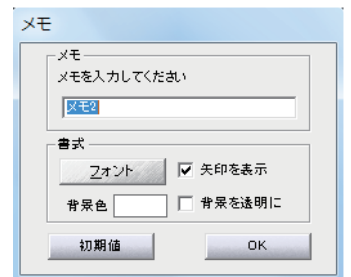 メモ
メモ
メモを入力してください
メモ2
書式
フォント
矢印を表示
背景色
背景を透明に
初期値
OK